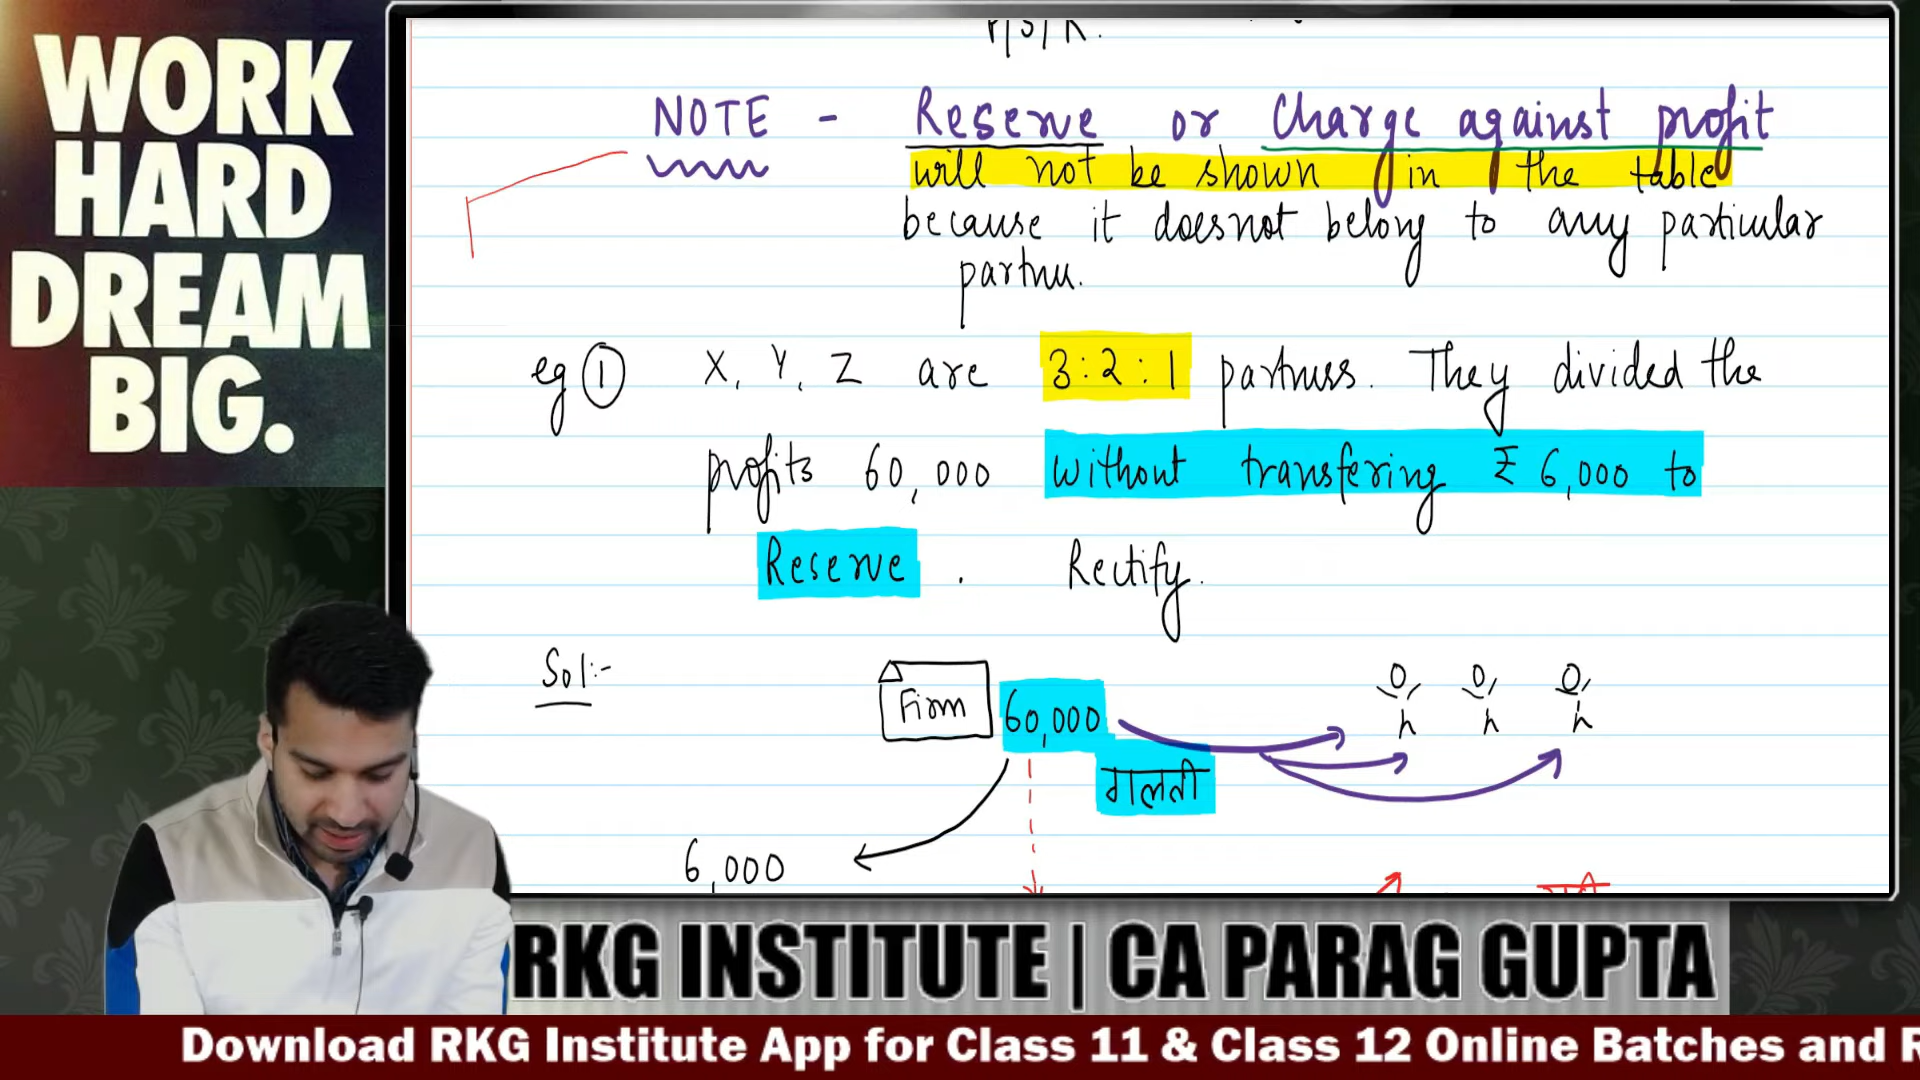 WORK
HARD
DREAM
BIG.
P/S/R.
NOTE - Reserve or Charge against profit
will not be shown in the table
because it doesnot belong to any particular
eg ① X, Y, Z are 3:2:1 They divided the
profits 60,000 without transfering ₹ 6,000 to
Reserve . Rectify.
Sol:-
Firm 60,000
गलती
6,000
RKG INSTITUTE | CA PARAG GUPTA
Download RKG Institute App for Class 11 & Class 12 Online Batches and R